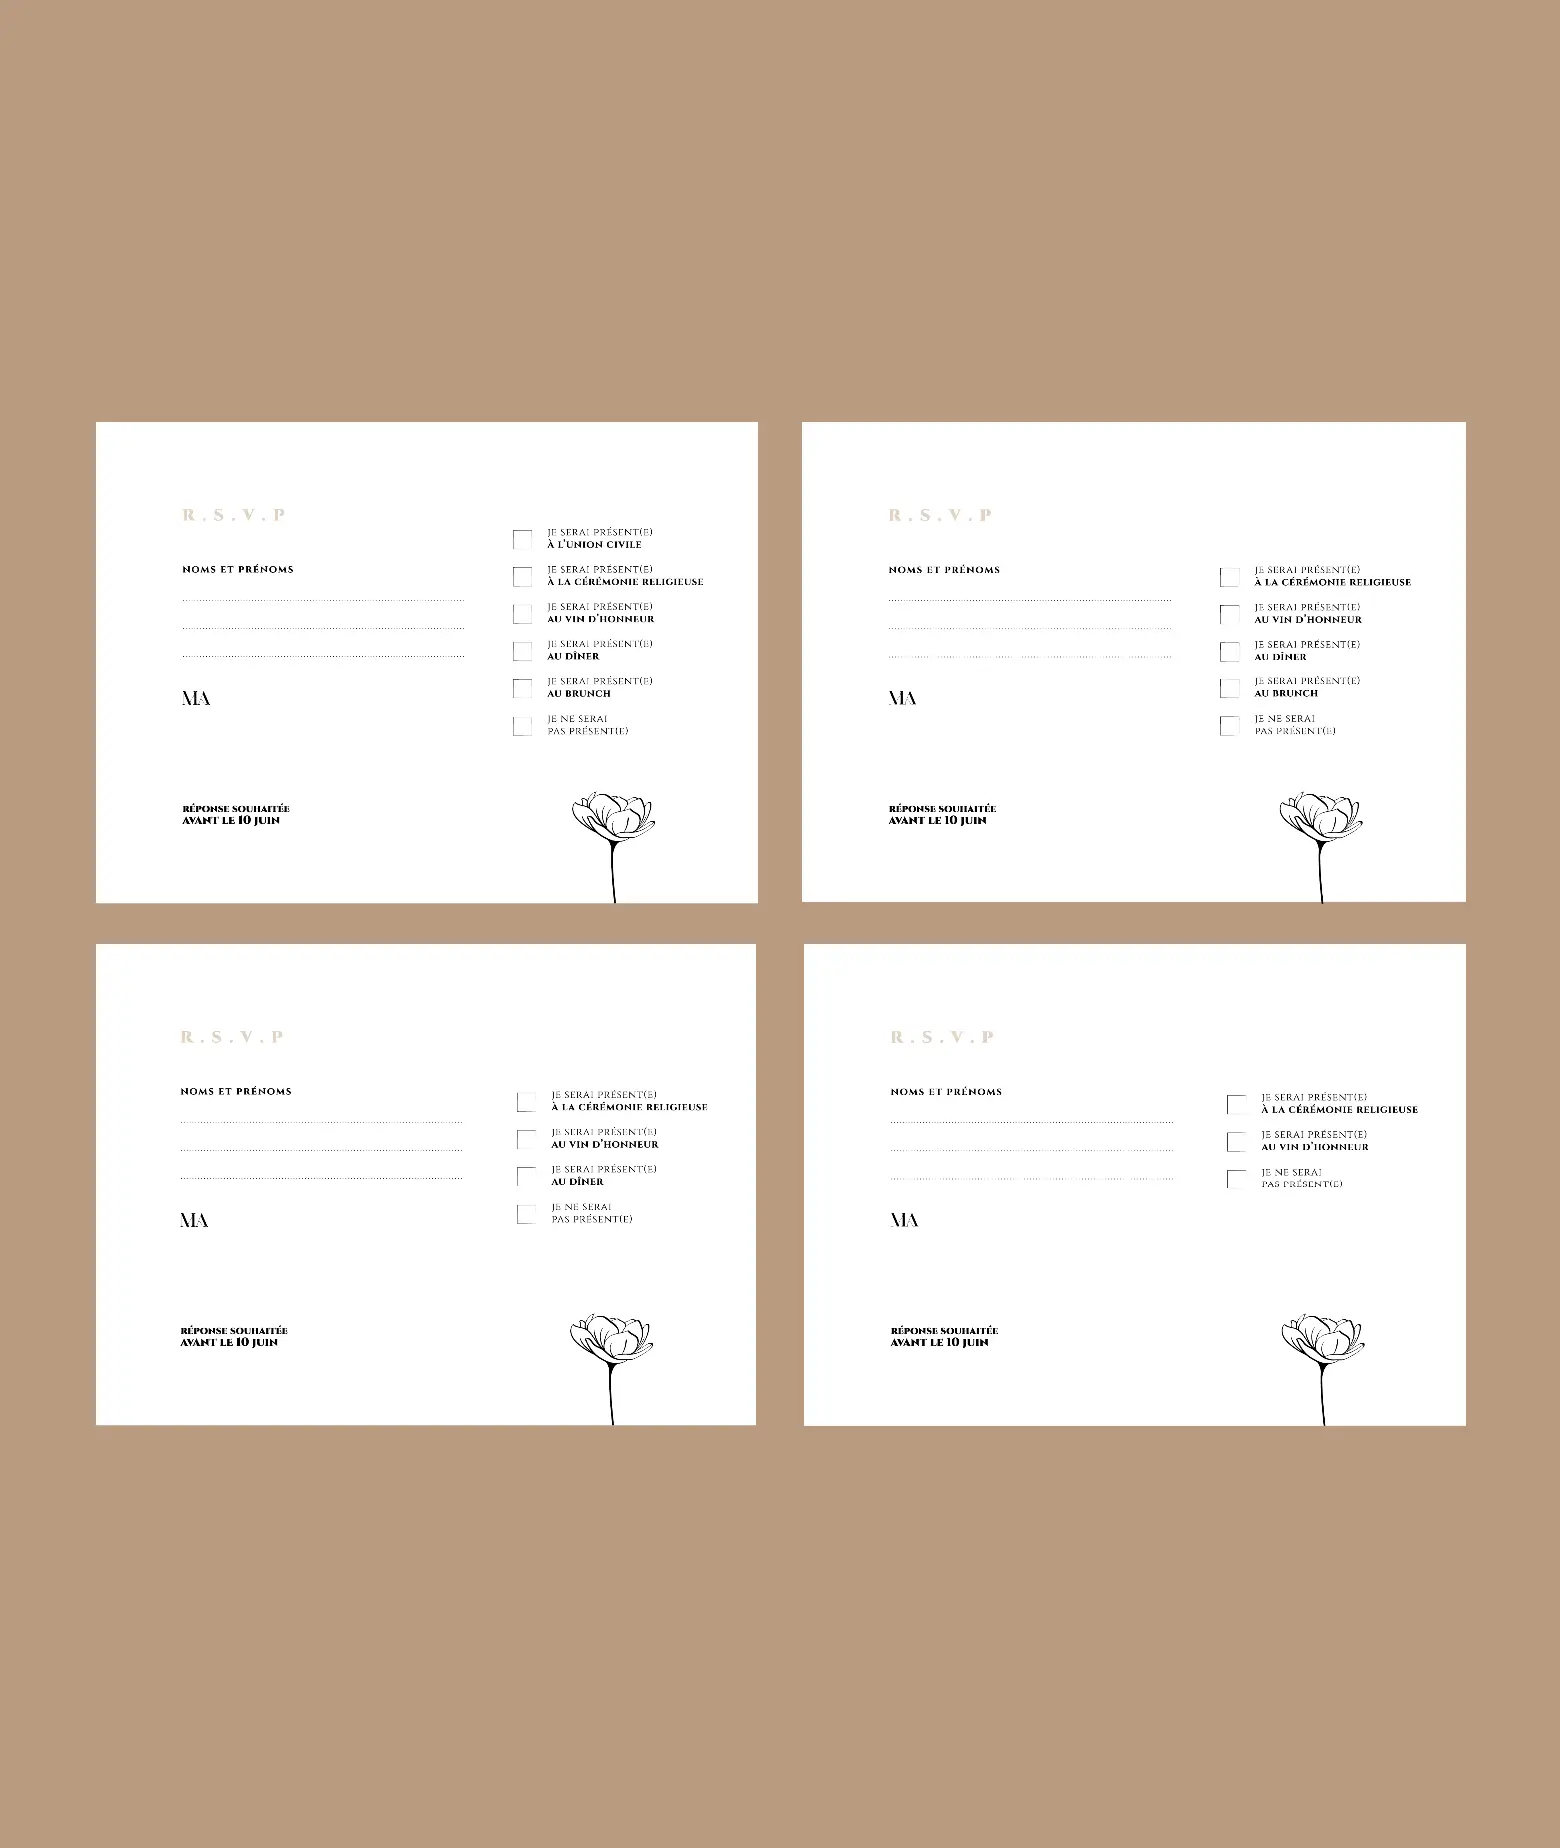 R.S.V.P
NOMS ET PRÉNOMS
MA
RÉPONSE SOUHAITÉE
AVANT LE 10 JUIN
JE SERAI PRÉSENT(E)
À L'UNION CIVILE
JE SERAI PRÉSENT(E)
À LA CÉRÉMONIE RELIGIEUSE
JE SERAI PRÉSENT(E)
AU VIN D'HONNEUR
JE SERAI PRÉSENT(E)
AU DÎNER
JE SERAI PRÉSENT(E)
AU BRUNCH
JE NE SERAI
PAS PRÉSENT(E)
R.S.V.P
NOMS ET PRÉNOMS
MA
RÉPONSE SOUHAITÉE
AVANT LE 10 JUIN
JE SERAI PRÉSENT(E)
À LA CÉRÉMONIE RELIGIEUSE
JE SERAI PRÉSENT(E)
AU VIN D'HONNEUR
JE SERAI PRÉSENT(E)
AU DÎNER
JE SERAI PRÉSENT(E)
AU BRUNCH
JE NE SERAI
PAS PRÉSENT(E)
R.S.V.P
NOMS ET PRÉNOMS
MA
RÉPONSE SOUHAITÉE
AVANT LE 10 JUIN
JE SERAI PRÉSENT(E)
À LA CÉRÉMONIE RELIGIEUSE
JE SERAI PRÉSENT(E)
AU VIN D'HONNEUR
JE SERAI PRÉSENT(E)
AU DÎNER
JE NE SERAI
PAS PRÉSENT(E)
R.S.V.P
NOMS ET PRÉNOMS
MA
RÉPONSE SOUHAITÉE
AVANT LE 10 JUIN
JE SERAI PRÉSENT(E)
À LA CÉRÉMONIE RELIGIEUSE
JE SERAI PRÉSENT(E)
AU VIN D'HONNEUR
JE NE SERAI
PAS PRÉSENT(E)